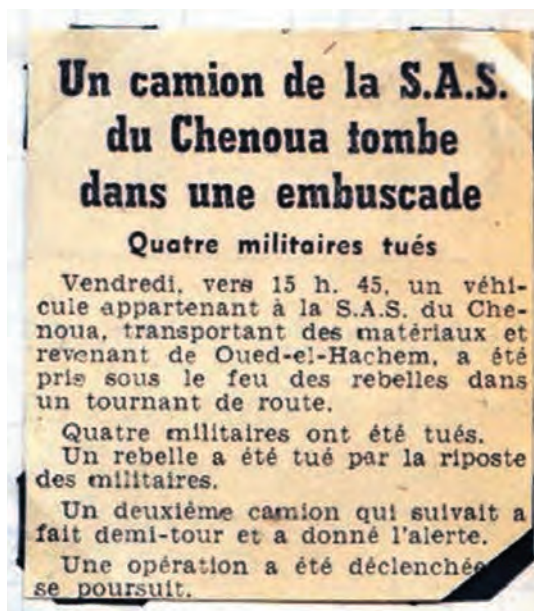 Un camion de la S.A.S.
du Chenoua tombe
dans une embuscade
Quatre militaires tués
Vendredi, vers 15 h. 45, un véhi-
cule appartenant à la S.A.S. du Che-
noua, transportant des matériaux et
revenant de Oued-el-Hachem, a été
pris sous le feu des rebelles dans
un tournant de route.
Quatre militaires ont été tués.
Un rebelle a été tué par la riposte
des militaires.
Un deuxième camion qui suivait a
fait demi-tour et a donné l'alerte.
Une opération a été déclenchée
se poursuit.